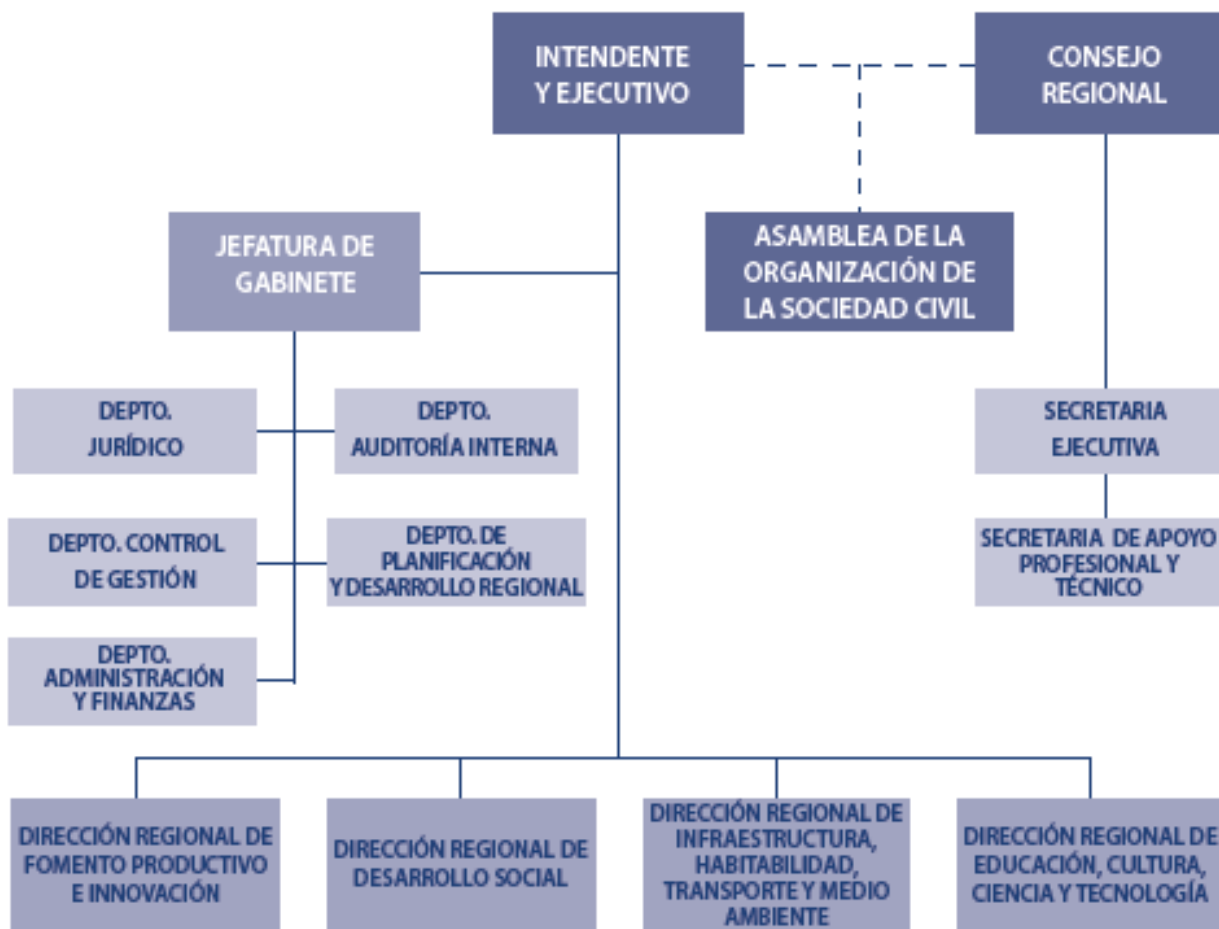 INTENDENTE
Y EJECUTIVO
CONSEJO
REGIONAL
JEFATURA DE
GABINETE
ASAMBLEA DE LA
ORGANIZACIÓN DE
LA SOCIEDAD CIVIL
DEPTO.
JURÍDICO
DEPTO.
AUDITORÍA INTERNA
SECRETARIA
EJECUTIVA
DEPTO. CONTROL
DE GESTIÓN
DEPTO. DE
PLANIFICACIÓN
Y DESARROLLO REGIONAL
SECRETARIA DE APOYO
PROFESIONAL Y
TÉCNICO
DEPTO.
ADMINISTRACIÓN
Y FINANZAS
DIRECCIÓN REGIONAL DE
FOMENTO PRODUCTIVO
E INNOVACIÓN
DIRECCIÓN REGIONAL DE
DESARROLLO SOCIAL
DIRECCIÓN REGIONAL DE
INFRAESTRUCTURA,
HABITABILIDAD,
TRANSPORTE Y MEDIO
AMBIENTE
DIRECCIÓN REGIONAL DE
EDUCACIÓN, CULTURA,
CIENCIA Y TECNOLOGÍA